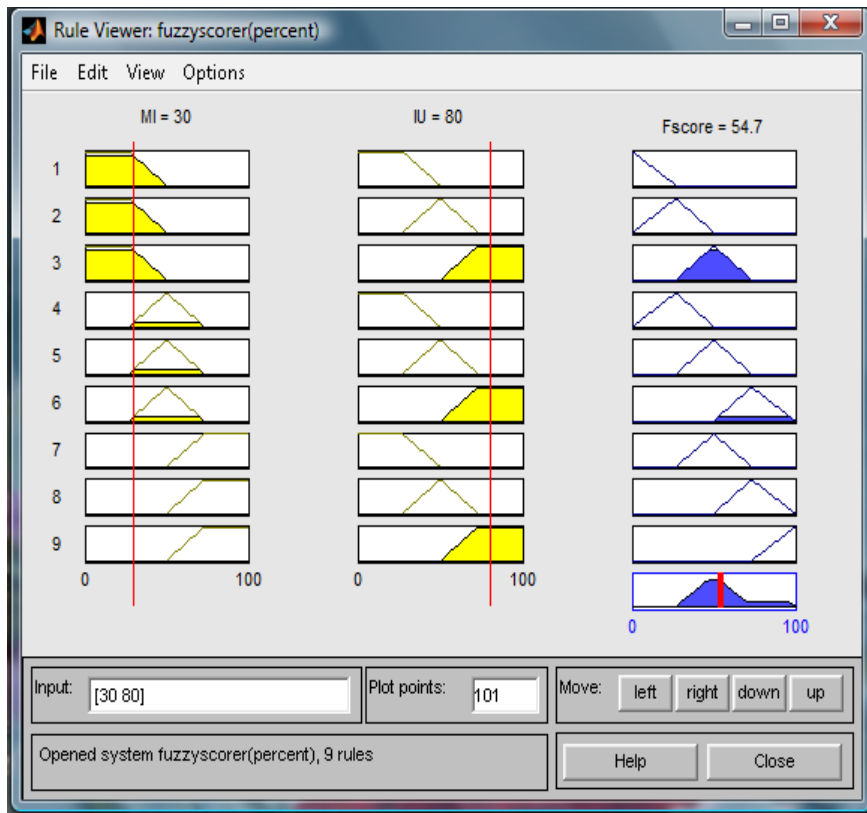 Rule Viewer: fuzzyscorer(percent)
File Edit View Options
MI = 30 IU = 80 Fscore = 54.7
1
2
3
4
5
6
7
8
9
0 100 0 100
0 100
Input: [30 80] Plot points: 101 Move: left right down up
Opened system fuzzyscorer(percent), 9 rules Help Close